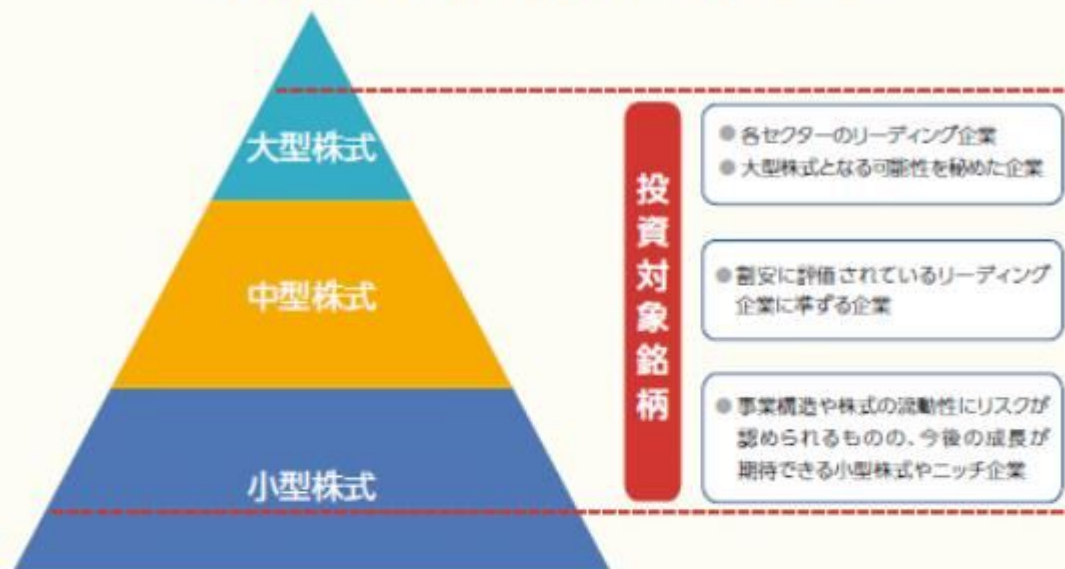 大型株式
中型株式
小型株式
投資対象銘柄
● 各セクターのリーディング企業
● 大型株式となる可能性を秘めた企業
● 割安に評価されているリーディング
企業に準ずる企業
● 事業構造や株式の流動性にリスクが
認められるものの、今後の成長が
期待できる小型株式やニッチ企業